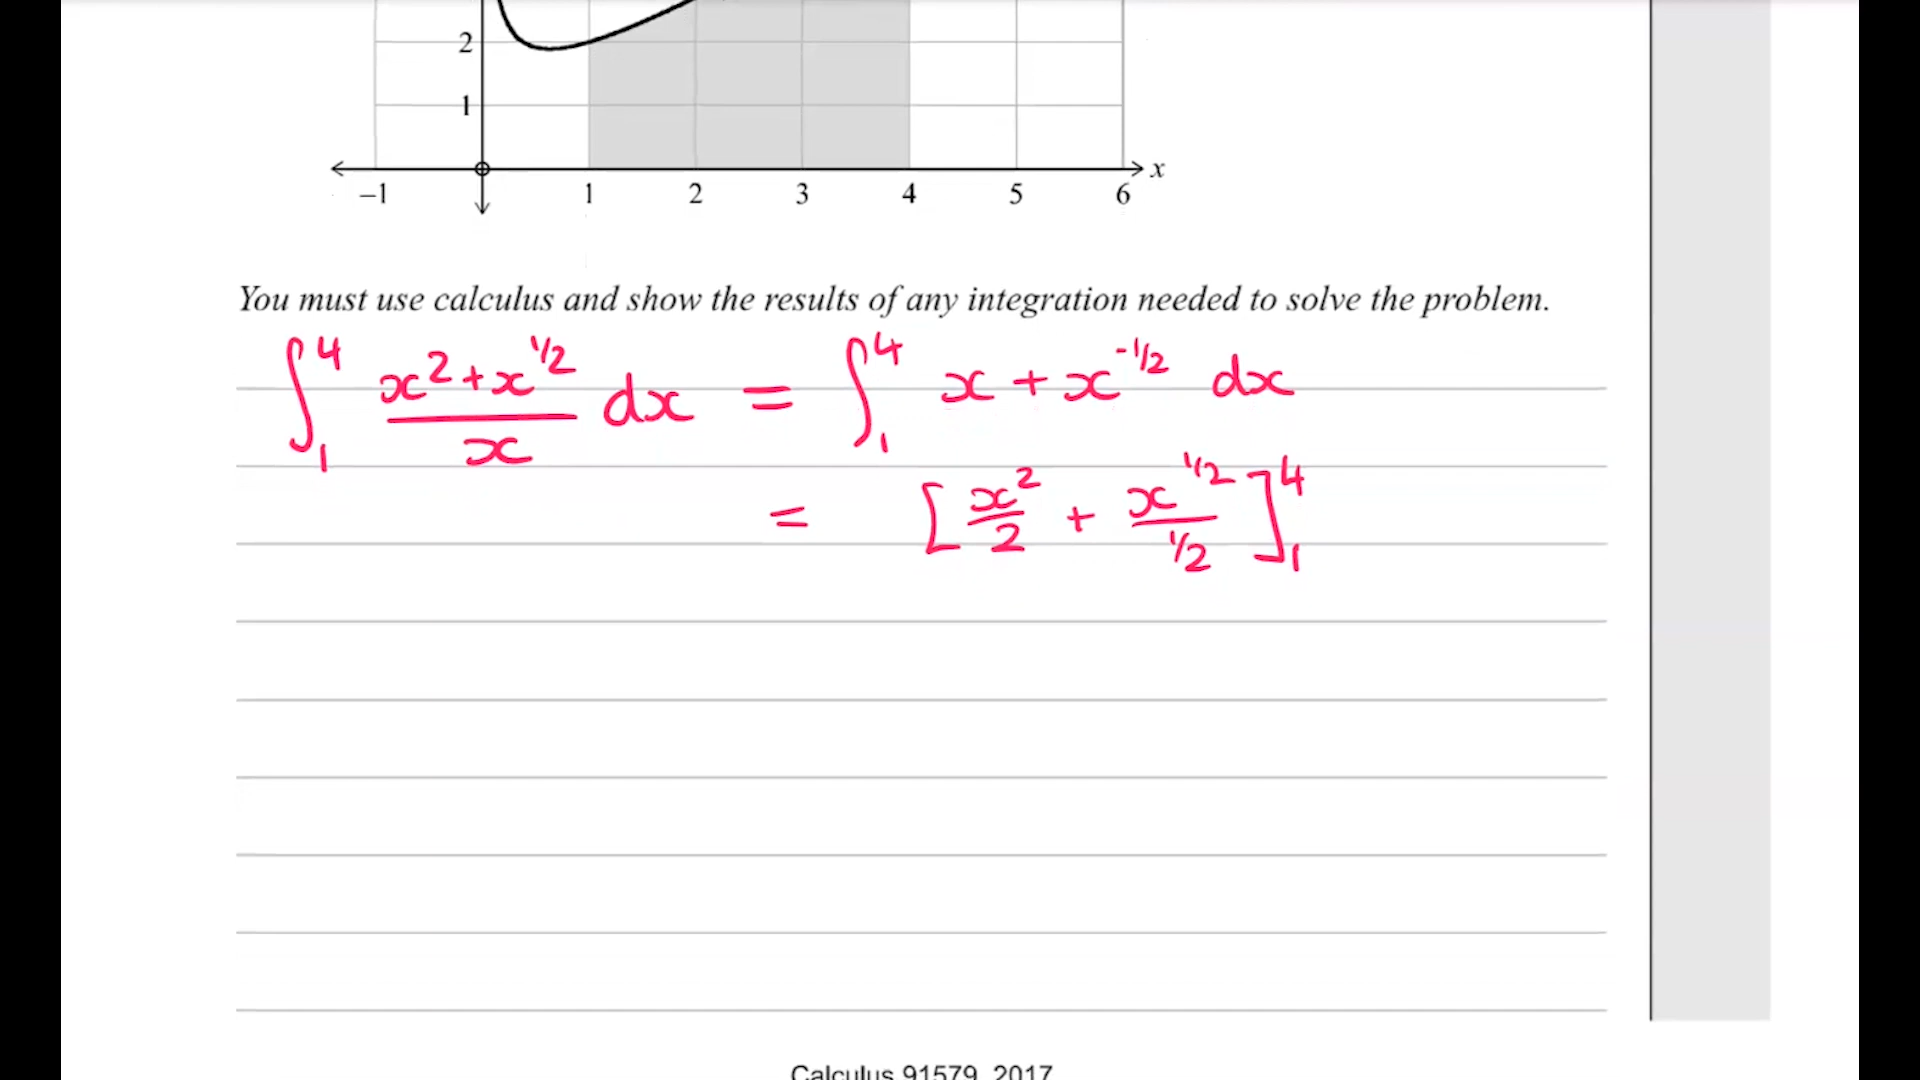 2
1
x
–1 1 2 3 4 5 6
You must use calculus and show the results of any integration needed to solve the problem.
∫₁⁴ (x² + x^{1/2})/x dx = ∫₁⁴ x + x^{-1/2} dx
= [x²/2 + x^{1/2}/(1/2)]₁⁴
Calculus 91579, 2017